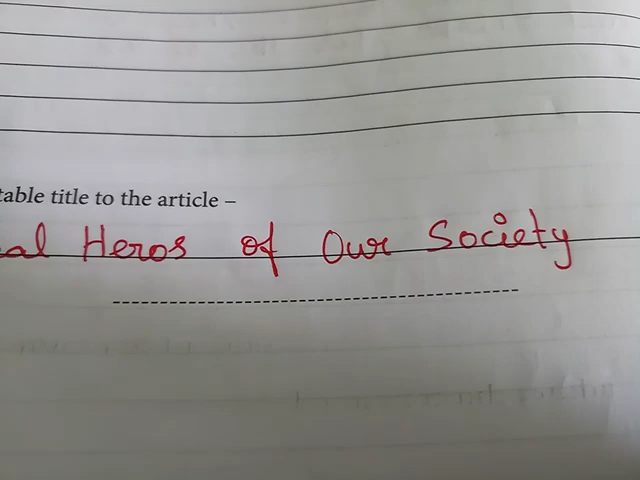 table title to the article –
al Heros of Our Society